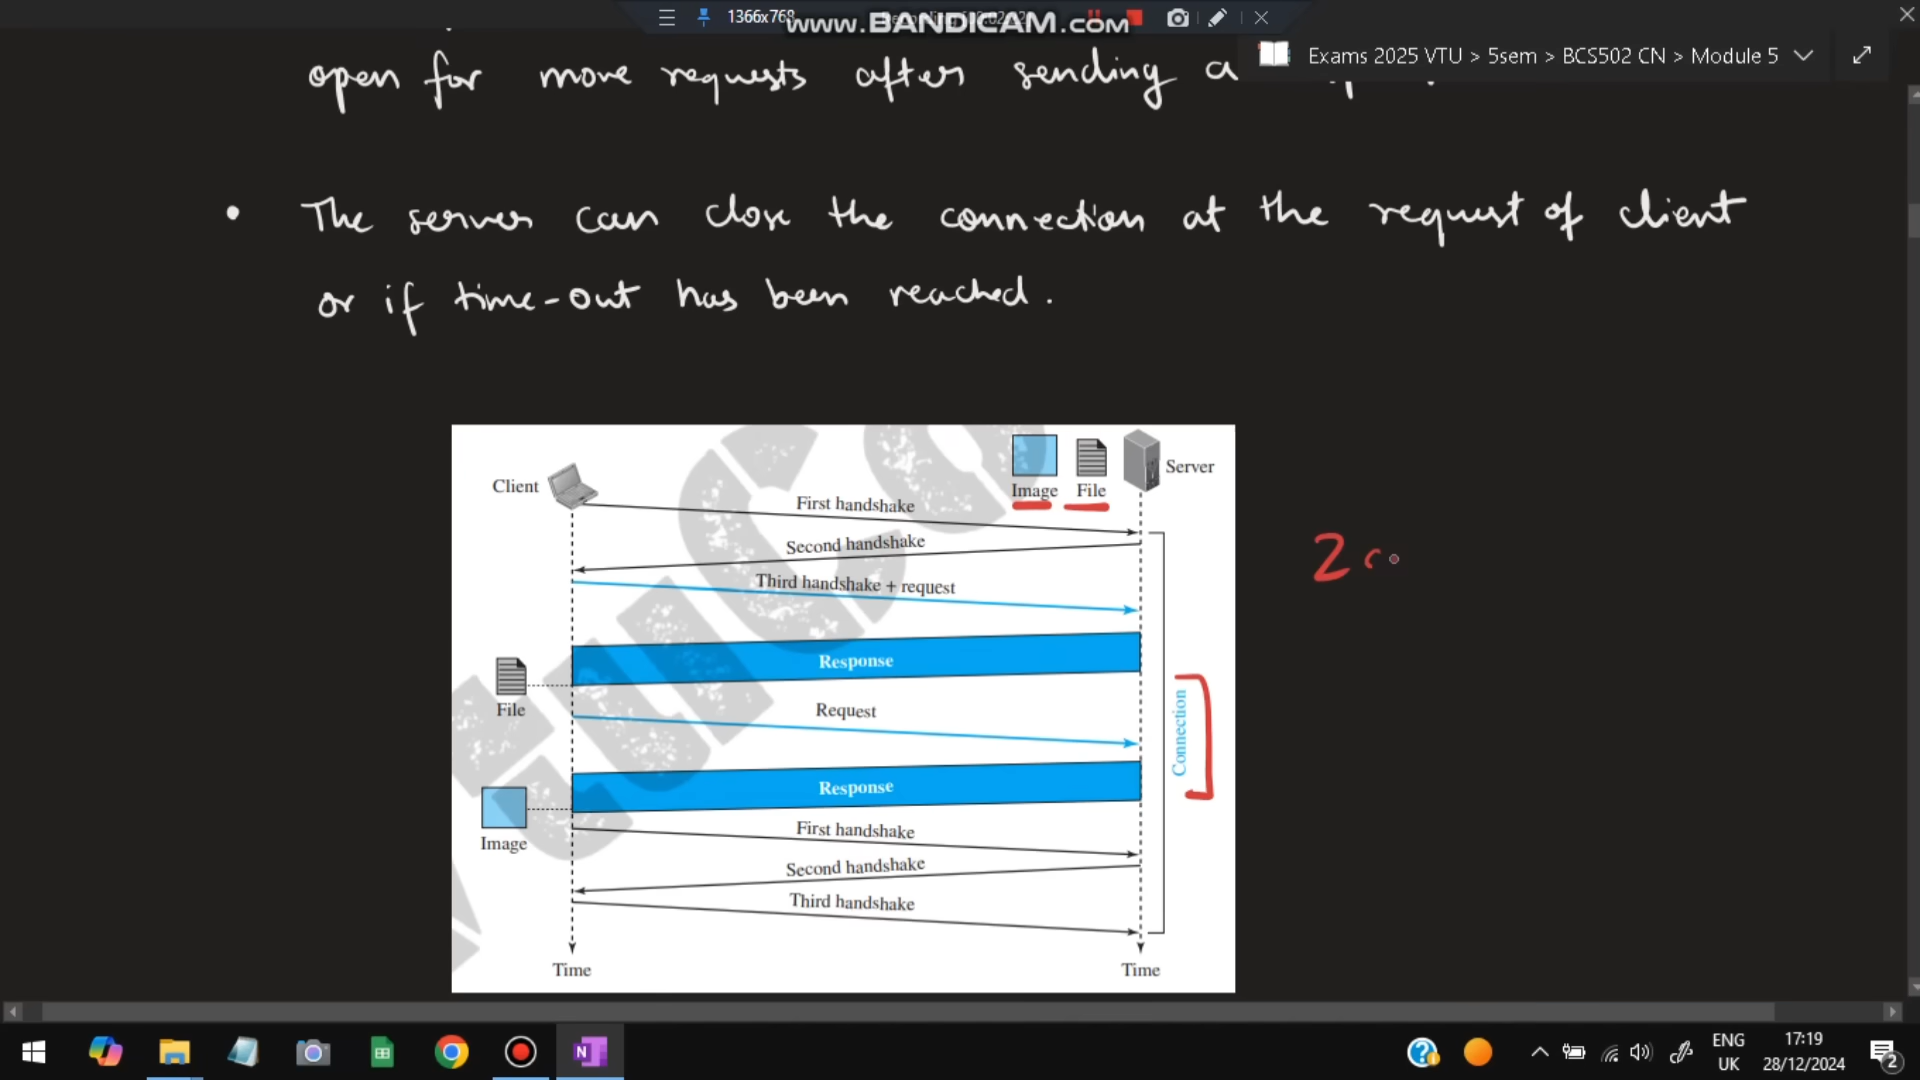 1366x768
www.BANDICAM.com
Exams 2025 VTU > 5sem > BCS502 CN > Module 5
open for more requests after sending a
• The server can close the connection at the request of client
or if time-out has been reached.
Client
Image
File
Server
First handshake
Second handshake
Third handshake + request
Response
File
Request
Connection
Response
Image
First handshake
Second handshake
Third handshake
Time
Time
2 c
ENG
UK
17:19
28/12/2024
2